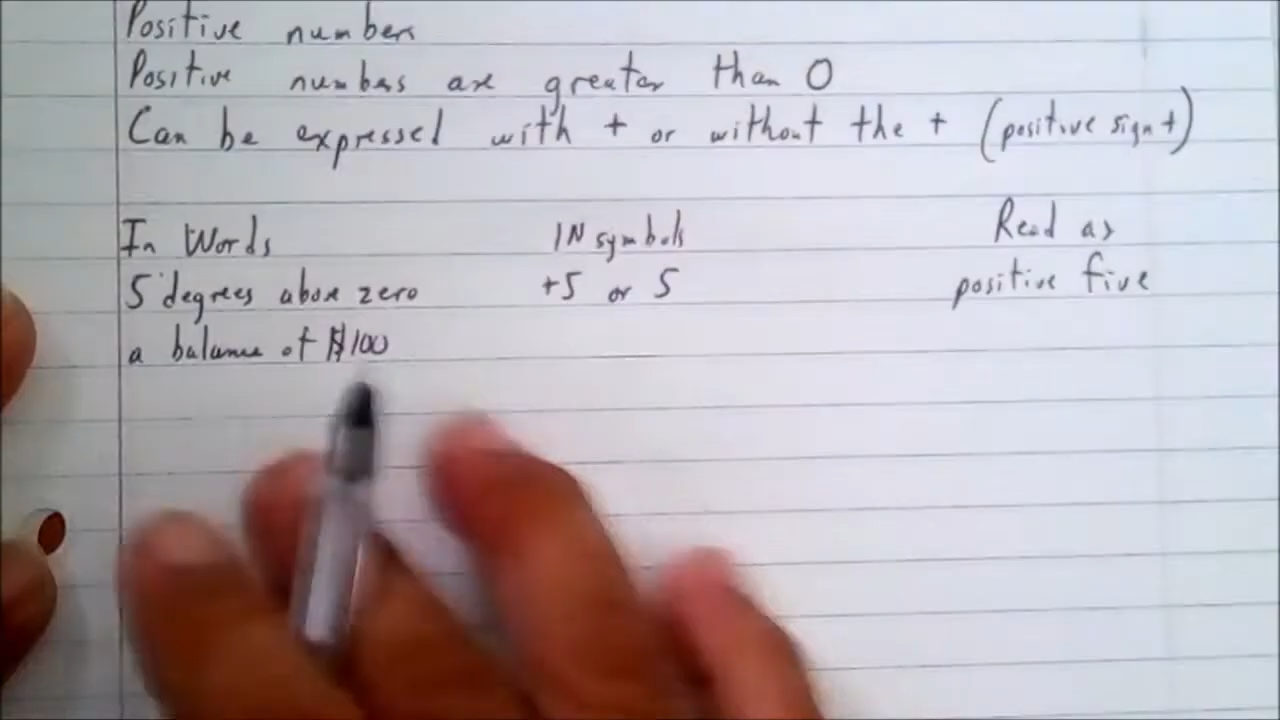 Positive numbers
Positive numbers are greater than 0
Can be expressed with + or without the + (positive sign +)
In Words IN symbols Read as
5 degrees above zero +5 or 5 positive five
a balance of $100